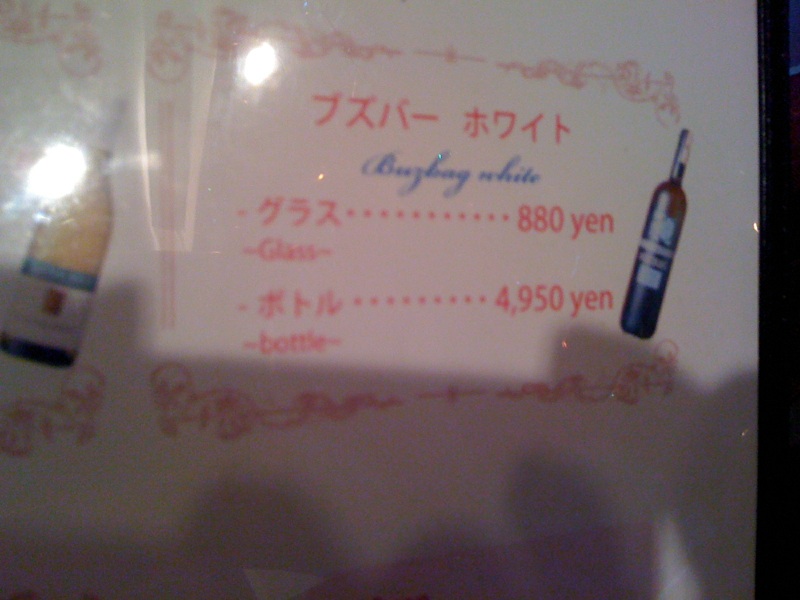 ブズバー ホワイト
Buzbag white
- グラス・・・・・・・・・・・ 880 yen
~Glass~
- ボトル・・・・・・・・・ 4,950 yen
~bottle~